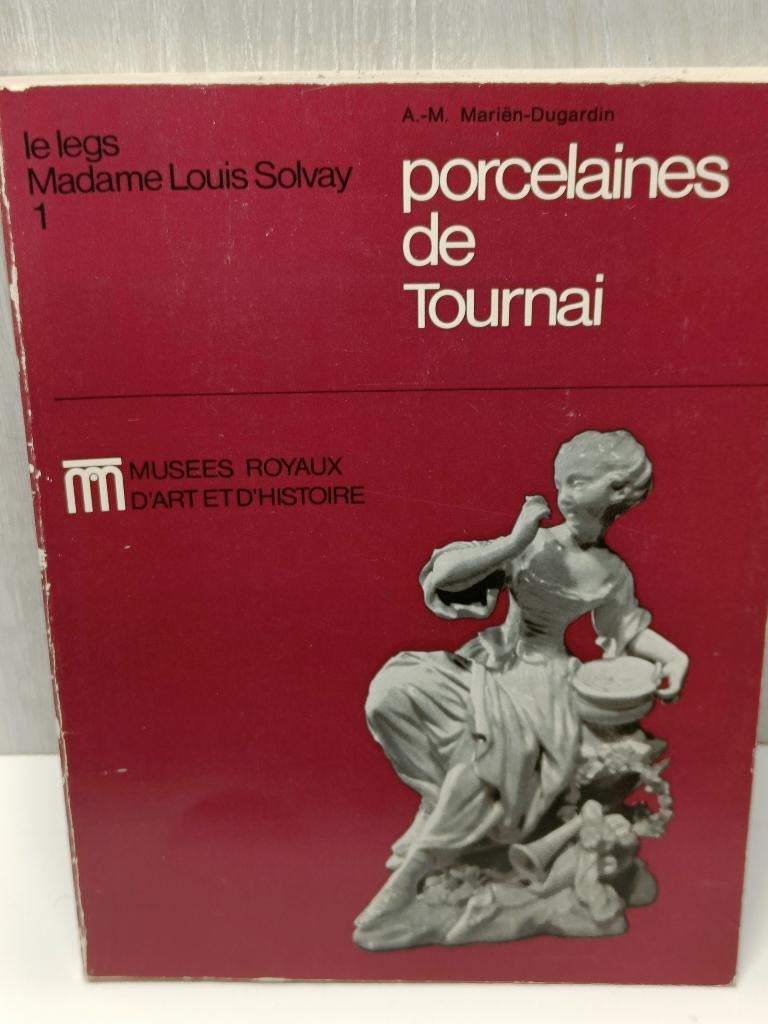 le legs
Madame Louis Solvay
1
A.-M. Mariën-Dugardin
porcelaines
de
Tournai
MUSEES ROYAUX
D'ART ET D'HISTOIRE